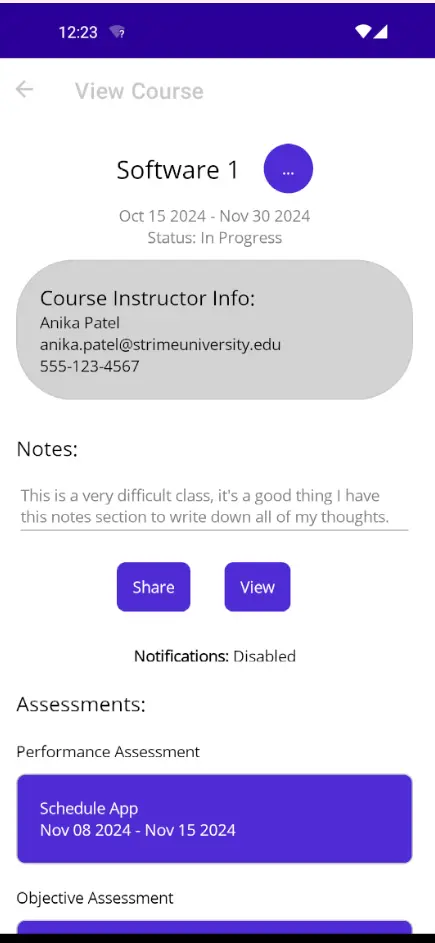 12:23
View Course
Software 1
...
Oct 15 2024 - Nov 30 2024
Status: In Progress
Course Instructor Info:
Anika Patel
anika.patel@strimeuniversity.edu
555-123-4567
Notes:
This is a very difficult class, it's a good thing I have
this notes section to write down all of my thoughts.
Share View
Notifications: Disabled
Assessments:
Performance Assessment
Schedule App
Nov 08 2024 - Nov 15 2024
Objective Assessment